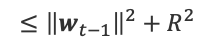 ≤ ‖𝒘ₜ₋₁‖² + R²